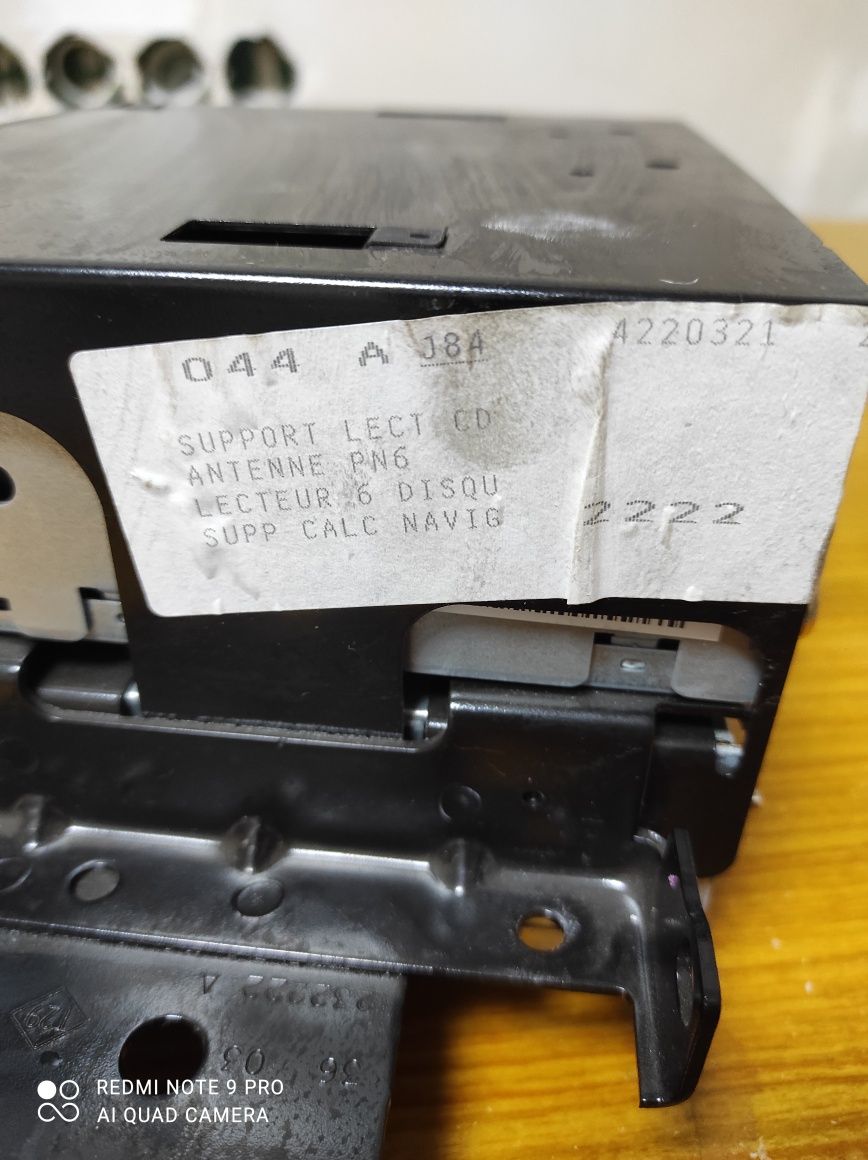 044 A J84 4220321
SUPPORT LECT CD
ANTENNE PN6
LECTEUR 6 DISQU
SUPP CALC NAVIG 2222
REDMI NOTE 9 PRO
AI QUAD CAMERA